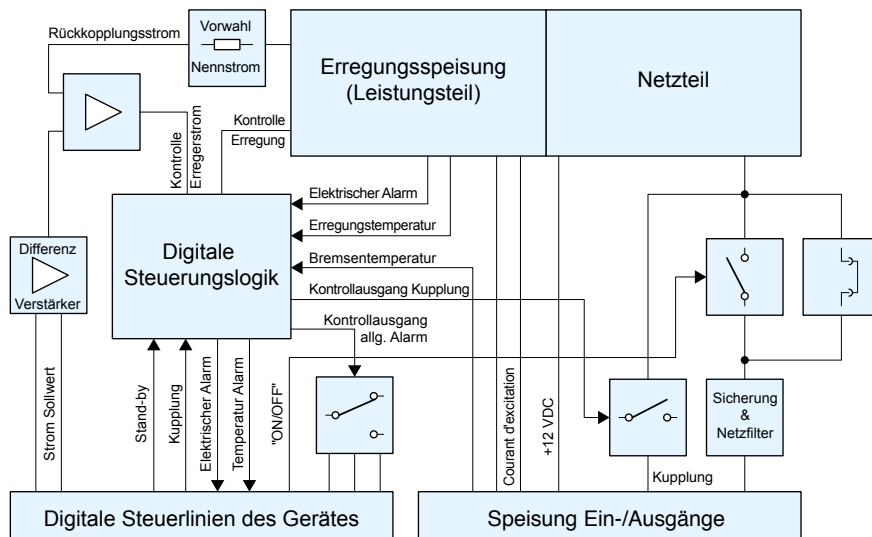 Rückkopplungsstrom
Vorwahl
Nennstrom
Erregungsspeisung
(Leistungsteil)
Netzteil
Kontrolle
Erregerstrom
Kontrolle
Erregung
Elektrischer Alarm
Erregungstemperatur
Bremsentemperatur
Kontrollausgang Kupplung
Kontrollausgang
allg. Alarm
Digitale
Steuerungslogik
Differenz
Verstärker
Strom Sollwert
Stand-by
Kupplung
Elektrischer Alarm
Temperatur Alarm
"ON/OFF"
Courant d'excitation
+12 VDC
Sicherung
&
Netzfilter
Kupplung
Digitale Steuerlinien des Gerätes
Speisung Ein-/Ausgänge